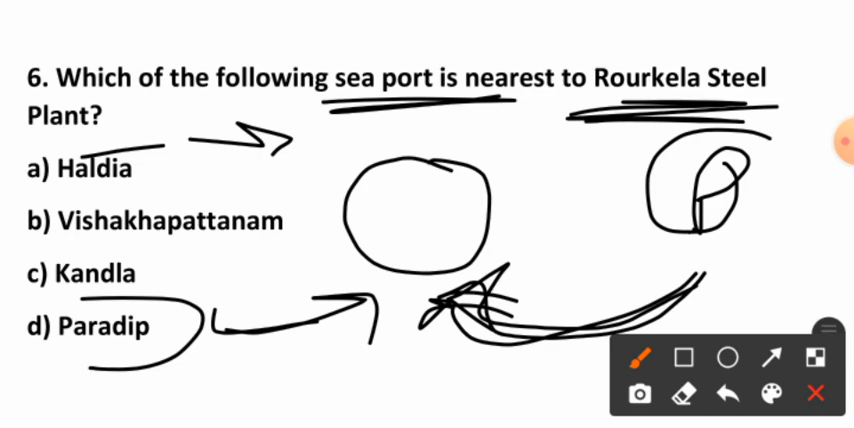 6. Which of the following sea port is nearest to Rourkela Steel
Plant?
a) Haldia
b) Vishakhapattanam
c) Kandla
d) Paradip